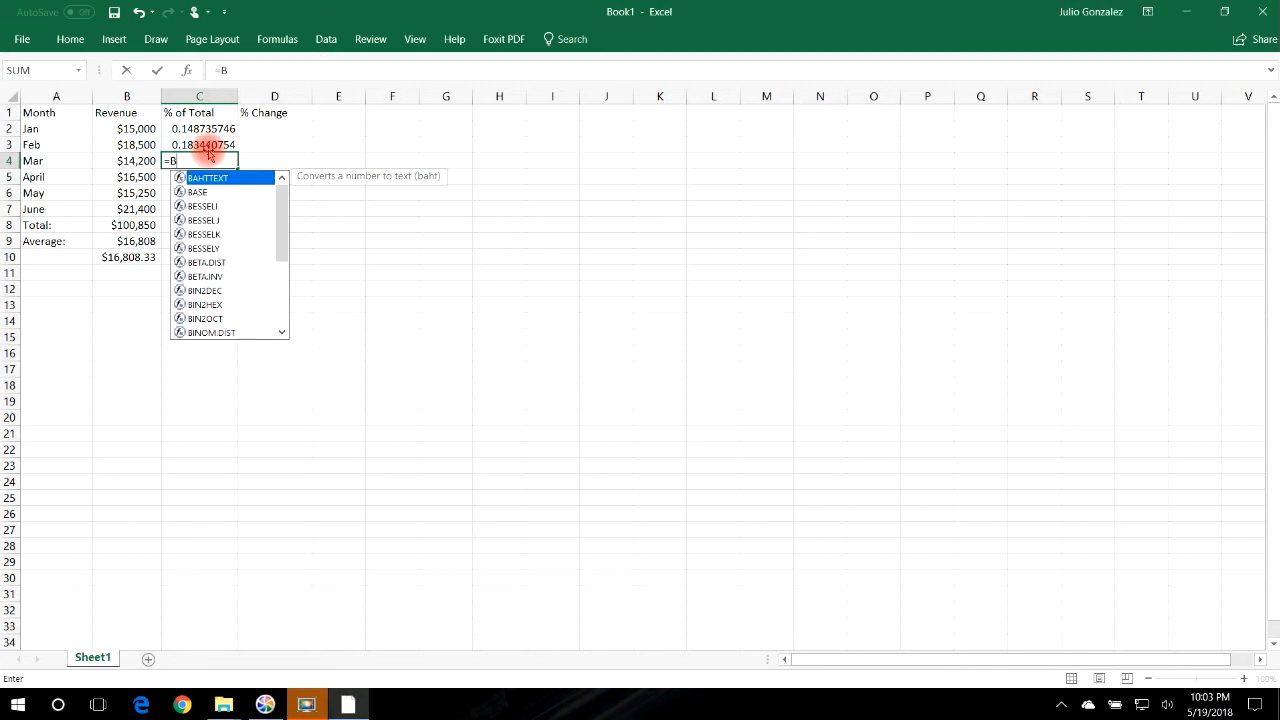 AutoSave Off
Book1 - Excel
Julio Gonzalez
File Home Insert Draw Page Layout Formulas Data Review View Help Foxit PDF Search Share
SUM fx =B
A B C D E F G H I J K L M N O P Q R S T U V
1 Month Revenue % of Total % Change
2 Jan $15,000 0.148735746
3 Feb $18,500 0.183440754
4 Mar $14,200 =B
5 April $16,500
6 May $15,250
7 June $21,400
8 Total: $100,850
9 Average: $16,808
10 $16,808.33
11
12
13
14
15
16
17
18
19
20
21
22
23
24
25
26
27
28
29
30
31
32
33
34
BAHTTEXT Converts a number to text (baht)
BASE
BESSELI
BESSELJ
BESSELK
BESSELY
BETA.DIST
BETA.INV
BIN2DEC
BIN2HEX
BIN2OCT
BINOM.DIST
Sheet1
Enter 100%
10:03 PM
5/19/2018